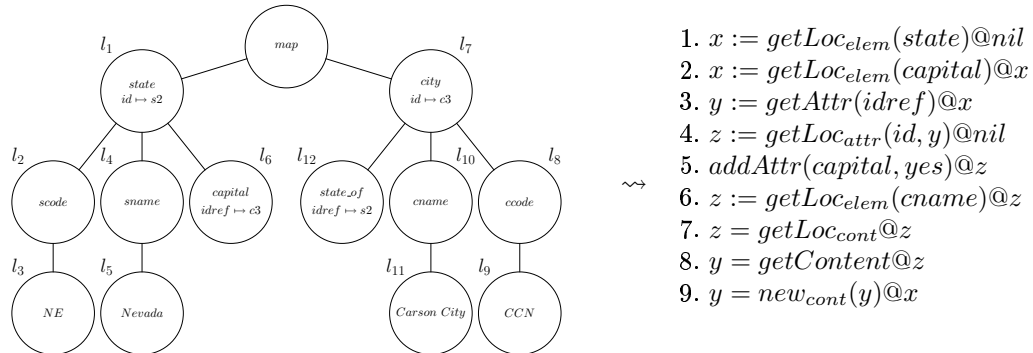 map
l1
state
id ↦ s2
l7
city
id ↦ c3
l2
scode
l4
sname
l6
capital
idref ↦ c3
l12
state_of
idref ↦ s2
l10
cname
l8
ccode
l3
NE
l5
Nevada
l11
Carson City
l9
CCN
⇝
1. x := getLoc_elem(state)@nil
2. x := getLoc_elem(capital)@x
3. y := getAttr(idref)@x
4. z := getLoc_attr(id, y)@nil
5. addAttr(capital, yes)@z
6. z := getLoc_elem(cname)@z
7. z = getLoc_cont@z
8. y = getContent@z
9. y = new_cont(y)@x